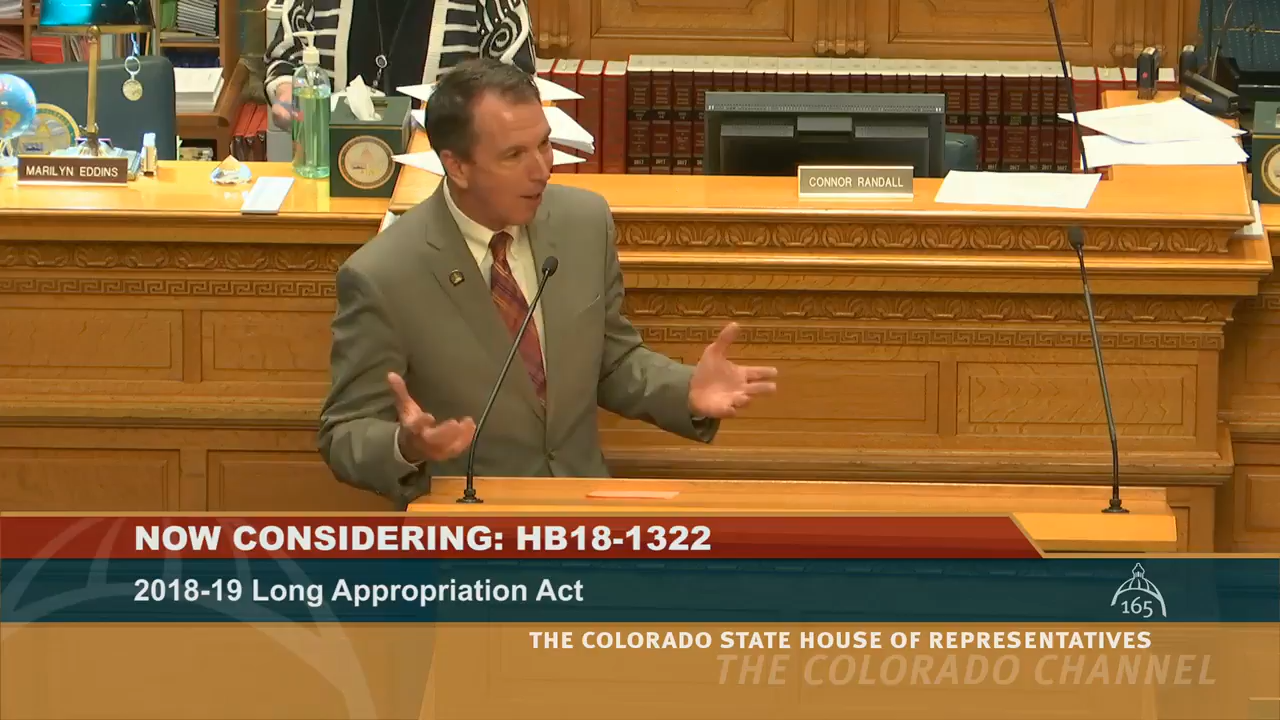 MARILYN EDDINS
CONNOR RANDALL
NOW CONSIDERING: HB18-1322
2018-19 Long Appropriation Act
165
THE COLORADO STATE HOUSE OF REPRESENTATIVES
THE COLORADO CHANNEL